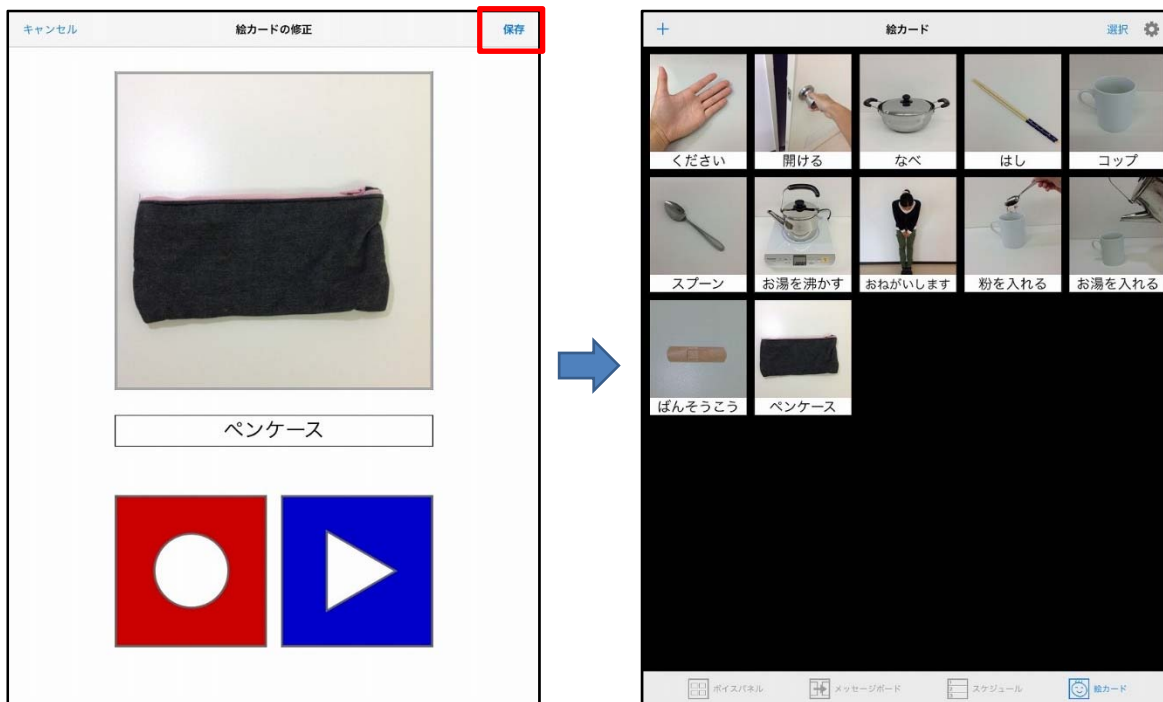 キャンセル 絵カードの修正 保存
ペンケース
＋ 絵カード 選択
ください 開ける なべ はし コップ
スプーン お湯を沸かす おねがいします 粉を入れる お湯を入れる
ばんそうこう ペンケース
ボイスパネル メッセージボード スケジュール 絵カード